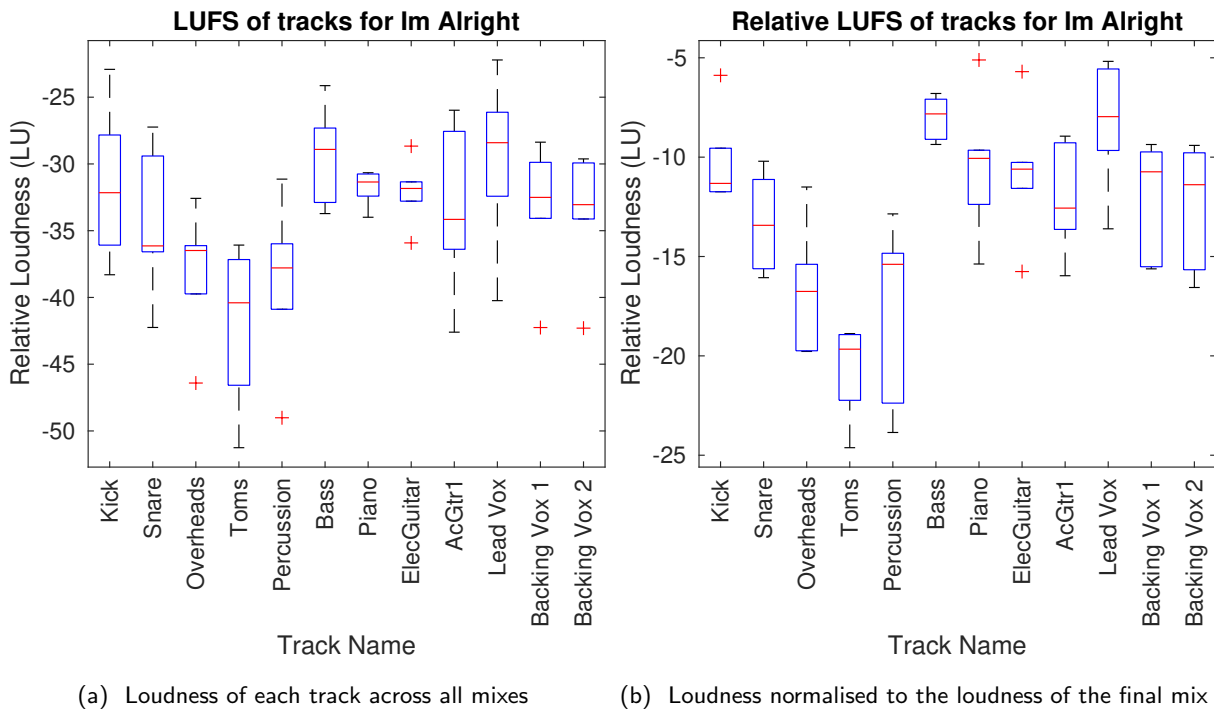 LUFS of tracks for Im Alright
-25
-30
-35
-40
-45
-50
Relative Loudness (LU)
Kick
Snare
Overheads
Toms
Percussion
Bass
Piano
ElecGuitar
AcGtr1
Lead Vox
Backing Vox 1
Backing Vox 2
Track Name
(a) Loudness of each track across all mixes
Relative LUFS of tracks for Im Alright
-5
-10
-15
-20
-25
Relative Loudness (LU)
Kick
Snare
Overheads
Toms
Percussion
Bass
Piano
ElecGuitar
AcGtr1
Lead Vox
Backing Vox 1
Backing Vox 2
Track Name
(b) Loudness normalised to the loudness of the final mix